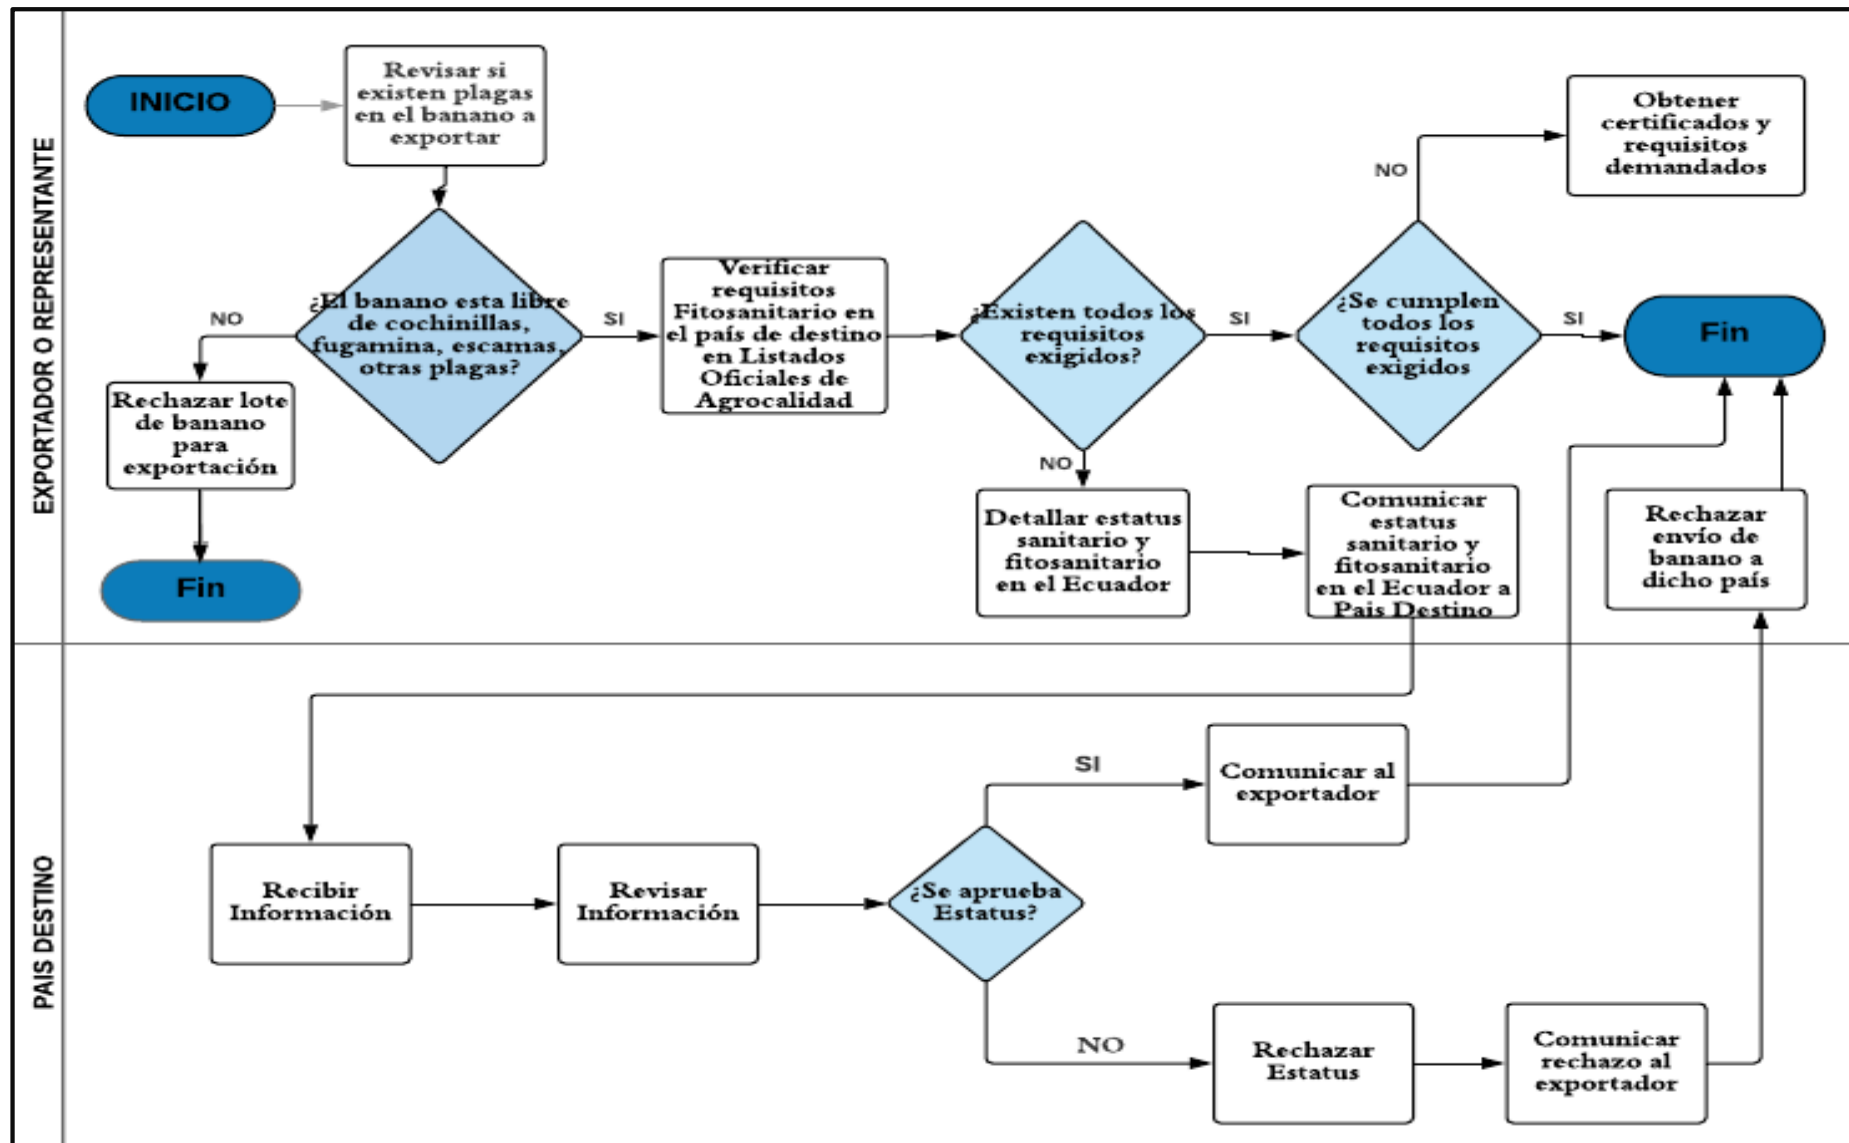 EXPORTADOR O REPRESENTANTE
INICIO
Revisar si
existen plagas
en el banano a
exportar
¿El banano esta libre
de cochinillas,
fugamina, escamas,
otras plagas?
NO
Rechazar lote
de banano
para
exportación
Fin
SI
Verificar
requisitos
Fitosanitario en
el país de destino
en Listados
Oficiales de
Agrocalidad
¿Existen todos los
requisitos
exigidos?
SI
¿Se cumplen
todos los
requisitos
exigidos
NO
Obtener
certificados y
requisitos
demandados
SI
Fin
NO
Detallar estatus
sanitario y
fitosanitario
en el Ecuador
Comunicar
estatus
sanitario y
fitosanitario
en el Ecuador a
Pais Destino
Rechazar
envío de
banano a
dicho país
PAIS DESTINO
Recibir
Información
Revisar
Información
¿Se aprueba
Estatus?
SI
Comunicar al
exportador
NO
Rechazar
Estatus
Comunicar
rechazo al
exportador